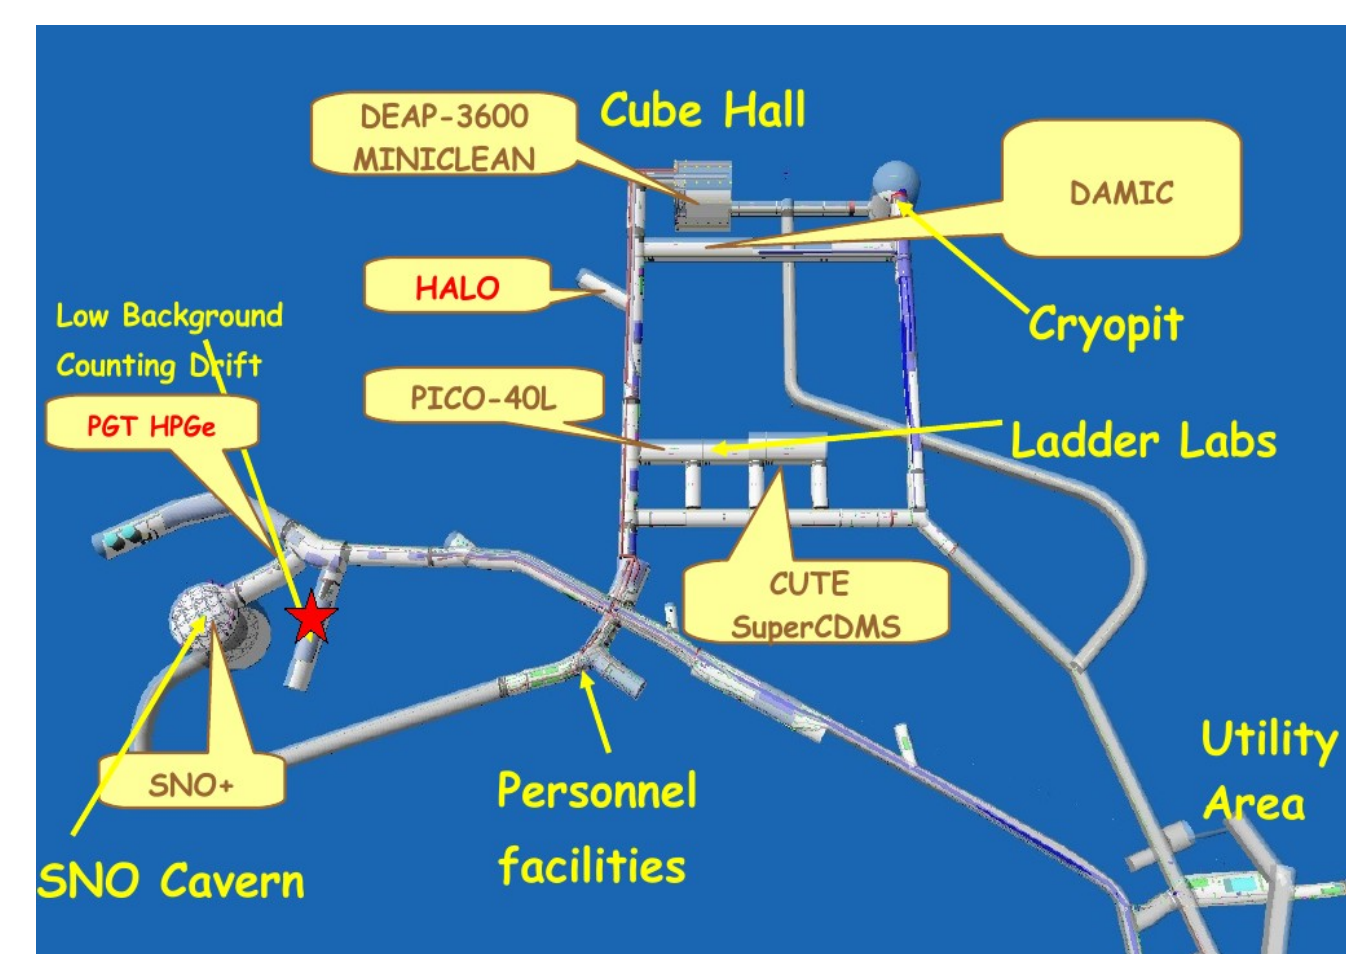 Cube Hall
DEAP-3600
MINICLEAN
DAMIC
HALO
Low Background
Counting Drift
Cryopit
PICO-40L
PGT HPGe
Ladder Labs
CUTE
SuperCDMS
SNO+
Personnel
facilities
Utility
Area
SNO Cavern